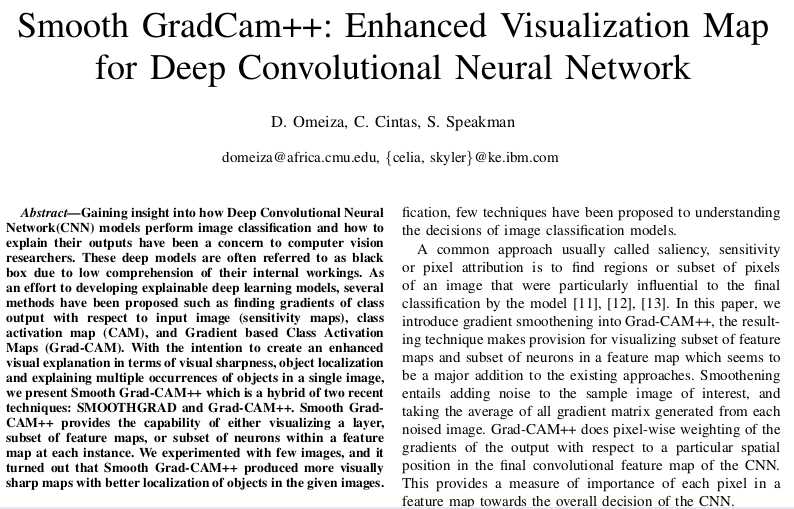 Smooth GradCam++: Enhanced Visualization Map
for Deep Convolutional Neural Network
D. Omeiza, C. Cintas, S. Speakman
domeiza@africa.cmu.edu, {celia, skyler}@ke.ibm.com
Abstract—Gaining insight into how Deep Convolutional Neural
Network(CNN) models perform image classification and how to
explain their outputs have been a concern to computer vision
researchers. These deep models are often referred to as black
box due to low comprehension of their internal workings. As
an effort to developing explainable deep learning models, several
methods have been proposed such as finding gradients of class
output with respect to input image (sensitivity maps), class
activation map (CAM), and Gradient based Class Activation
Maps (Grad-CAM). With the intention to create an enhanced
visual explanation in terms of visual sharpness, object localization
and explaining multiple occurrences of objects in a single image,
we present Smooth Grad-CAM++ which is a hybrid of two recent
techniques: SMOOTHGRAD and Grad-CAM++. Smooth Grad-
CAM++ provides the capability of either visualizing a layer,
subset of feature maps, or subset of neurons within a feature
map at each instance. We experimented with few images, and it
turned out that Smooth Grad-CAM++ produced more visually
sharp maps with better localization of objects in the given images.
fication, few techniques have been proposed to understanding
the decisions of image classification models.
A common approach usually called saliency, sensitivity
or pixel attribution is to find regions or subset of pixels
of an image that were particularly influential to the final
classification by the model [11], [12], [13]. In this paper, we
introduce gradient smoothening into Grad-CAM++, the result-
ing technique makes provision for visualizing subset of feature
maps and subset of neurons in a feature map which seems to
be a major addition to the existing approaches. Smoothening
entails adding noise to the sample image of interest, and
taking the average of all gradient matrix generated from each
noised image. Grad-CAM++ does pixel-wise weighting of the
gradients of the output with respect to a particular spatial
position in the final convolutional feature map of the CNN.
This provides a measure of importance of each pixel in a
feature map towards the overall decision of the CNN.